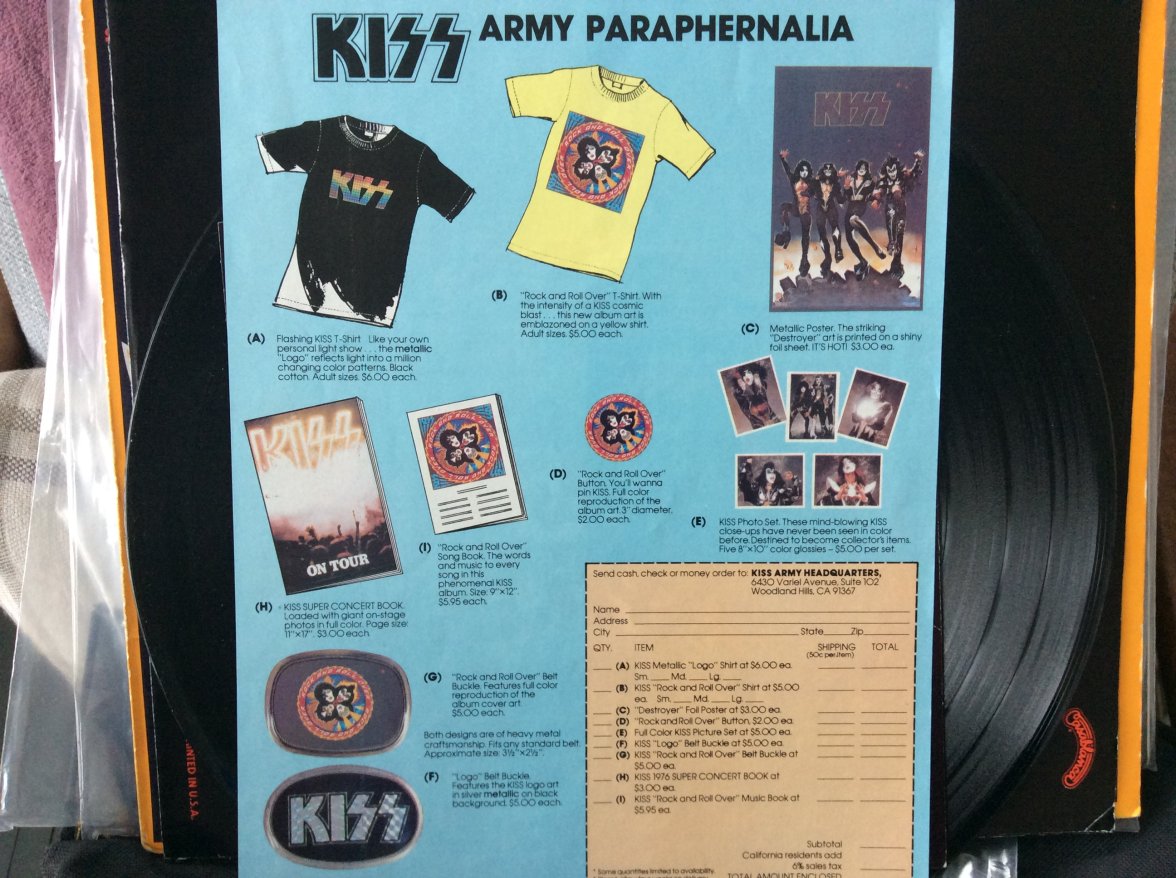 KISS ARMY PARAPHERNALIA
KISS
KISS
ROCK AND ROLL OVER
(A) Flashing KISS T-Shirt Like your own
personal light show . . . the metallic
"Logo" reflects light into a million
changing color patterns. Black
cotton. Adult sizes. $6.00 each.
(B) "Rock and Roll Over" T-Shirt. With
the intensity of a KISS cosmic
blast . . . this new album art is
emblazoned on a yellow shirt.
Adult sizes. $5.00 each.
(C) Metallic Poster. The striking
"Destroyer" art is printed on a shiny
foil sheet. IT'S HOT! $3.00 ea.
KISS
ON TOUR
ROCK AND ROLL OVER
(D) "Rock and Roll Over"
Button. You'll wanna
pin KISS. Full color
reproduction of the
album art. 3" diameter.
$2.00 each.
(E) KISS Photo Set. These mind-blowing KISS
close-ups have never been seen in color
before. Destined to become collector's items.
Five 8"×10" color glossies – $5.00 per set.
(I) "Rock and Roll Over"
Song Book. The words
and music to every
song in this
phenomenal KISS
album. Size: 9"×12".
$5.95 each.
(H) KISS SUPER CONCERT BOOK.
Loaded with giant on-stage
photos in full color. Page size:
11"×17". $3.00 each
(G) "Rock and Roll Over" Belt
Buckle. Features full color
reproduction of the
album cover art.
$5.00 each.
Both designs are of heavy metal
craftsmanship. Fits any standard belt.
Approximate size: 3½"×2½".
(F) "Logo" Belt Buckle.
Features the KISS logo art
in silver metallic on black
background. $5.00 each.
KISS
Send cash, check or money order to: KISS ARMY HEADQUARTERS,
6430 Variel Avenue, Suite 102
Woodland Hills, CA 91367
Name
Address
City State Zip
QTY. ITEM SHIPPING TOTAL
(50c per item)
(A) KISS Metallic "Logo" Shirt at $6.00 ea.
Sm. Md. Lg.
(B) KISS "Rock and Roll Over" Shirt at $5.00
ea. Sm. Md. Lg.
(C) "Destroyer" Foil Poster at $3.00 ea.
(D) "Rock and Roll Over" Button, $2.00 ea.
(E) Full Color KISS Picture Set at $5.00 ea.
(F) KISS "Logo" Belt Buckle at $5.00 ea.
(G) KISS "Rock and Roll Over" Belt Buckle at
$5.00 ea.
(H) KISS 1976 SUPER CONCERT BOOK at
$3.00 ea.
(I) KISS "Rock and Roll Over" Music Book at
$5.95 ea.
Subtotal
California residents add
6% sales tax
TOTAL AMOUNT ENCLOSED
* Some quantities limited to availability.
Casablanca